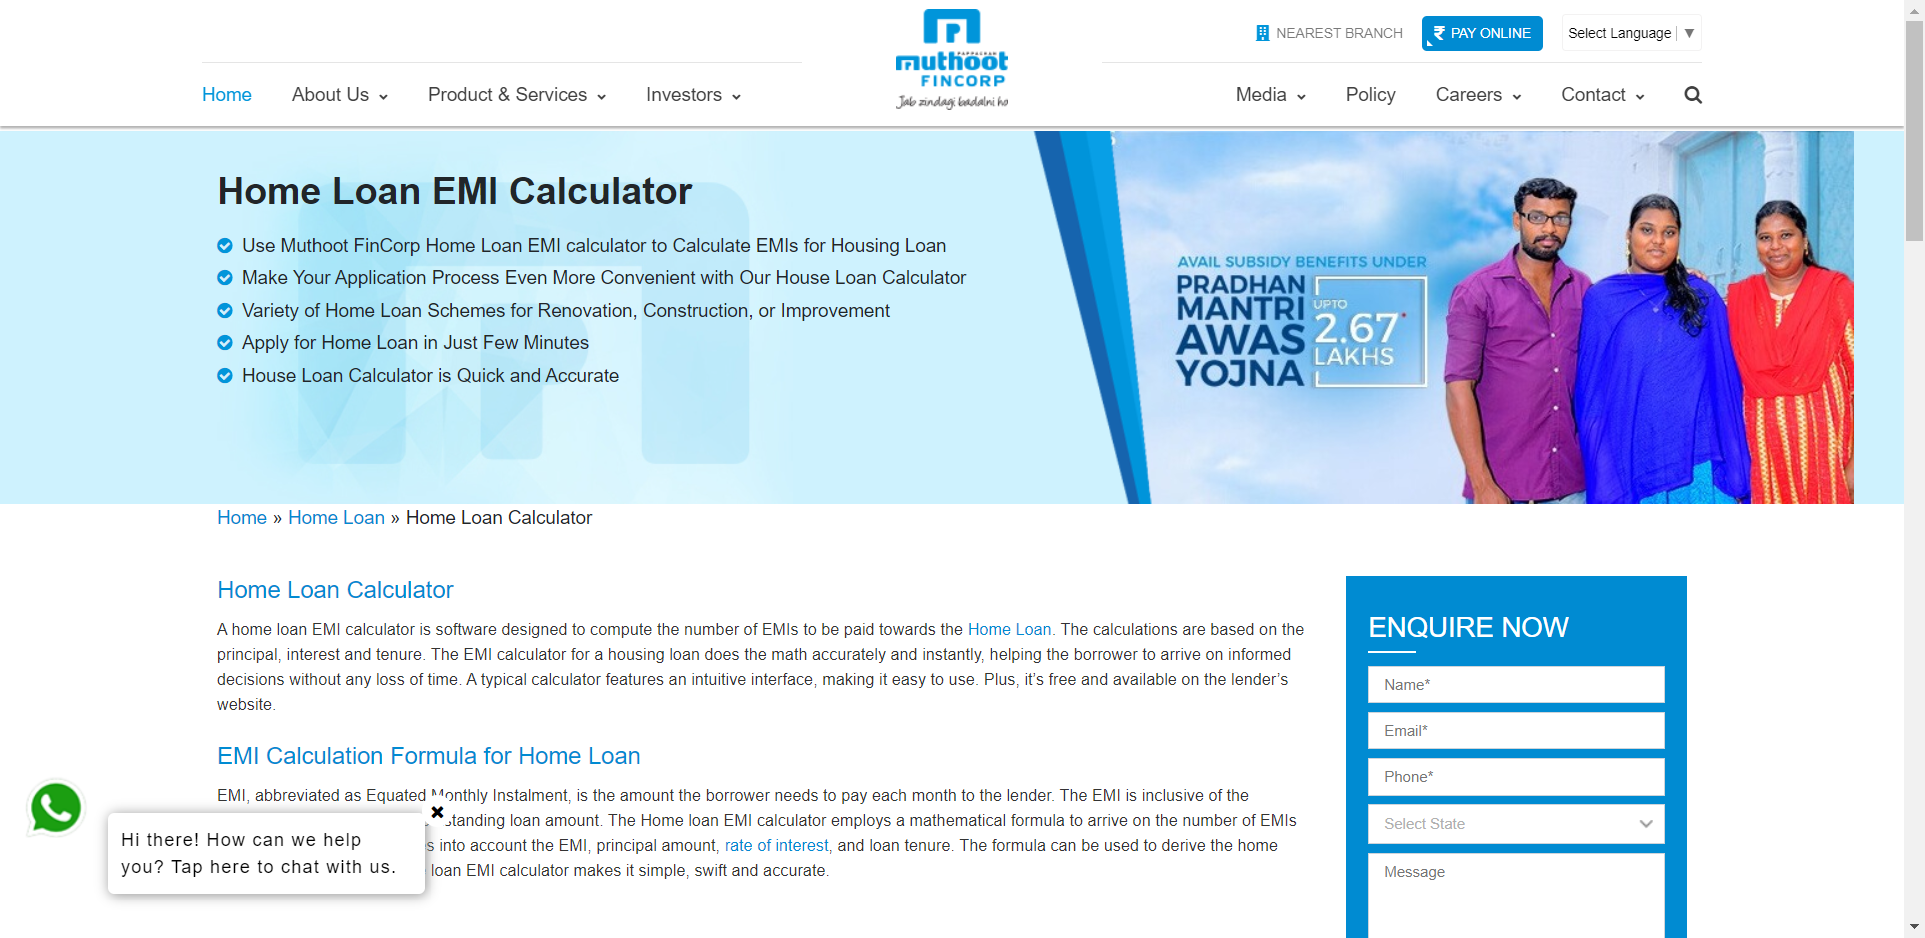 NEAREST BRANCH
PAY ONLINE
Select Language
▼
PAPPACHAN
muthoot
FINCORP
Jab zindagi badalni ho
Home
About Us
Product & Services
Investors
Media
Policy
Careers
Contact
Home Loan EMI Calculator
Use Muthoot FinCorp Home Loan EMI calculator to Calculate EMIs for Housing Loan
Make Your Application Process Even More Convenient with Our House Loan Calculator
Variety of Home Loan Schemes for Renovation, Construction, or Improvement
Apply for Home Loan in Just Few Minutes
House Loan Calculator is Quick and Accurate
AVAIL SUBSIDY BENEFITS UNDER
PRADHAN
MANTRI
AWAS
YOJNA
UPTO
2.67*
LAKHS
Home » Home Loan » Home Loan Calculator
Home Loan Calculator
A home loan EMI calculator is software designed to compute the number of EMIs to be paid towards the Home Loan. The calculations are based on the
principal, interest and tenure. The EMI calculator for a housing loan does the math accurately and instantly, helping the borrower to arrive on informed
decisions without any loss of time. A typical calculator features an intuitive interface, making it easy to use. Plus, it’s free and available on the lender’s
website.
EMI Calculation Formula for Home Loan
EMI, abbreviated as Equated Monthly Instalment, is the amount the borrower needs to pay each month to the lender. The EMI is inclusive of the
standing loan amount. The Home loan EMI calculator employs a mathematical formula to arrive on the number of EMIs
s into account the EMI, principal amount, rate of interest, and loan tenure. The formula can be used to derive the home
loan EMI calculator makes it simple, swift and accurate.
Hi there! How can we help
you? Tap here to chat with us.
ENQUIRE NOW
Name*
Email*
Phone*
Select State
Message